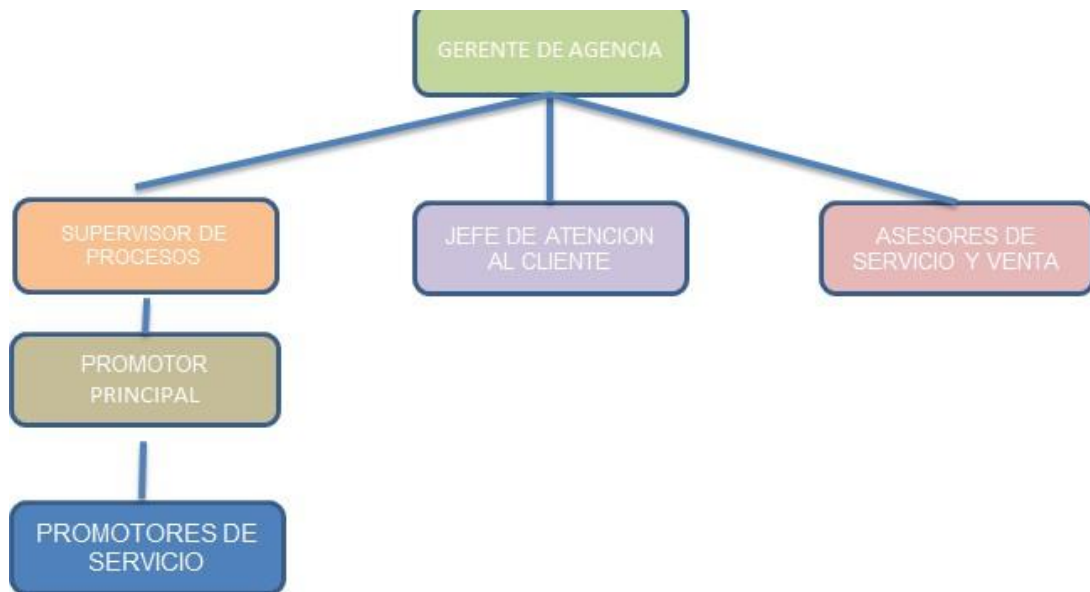 GERENTE DE AGENCIA
SUPERVISOR DE
PROCESOS
JEFE DE ATENCION
AL CLIENTE
ASESORES DE
SERVICIO Y VENTA
PROMOTOR
PRINCIPAL
PROMOTORES DE
SERVICIO